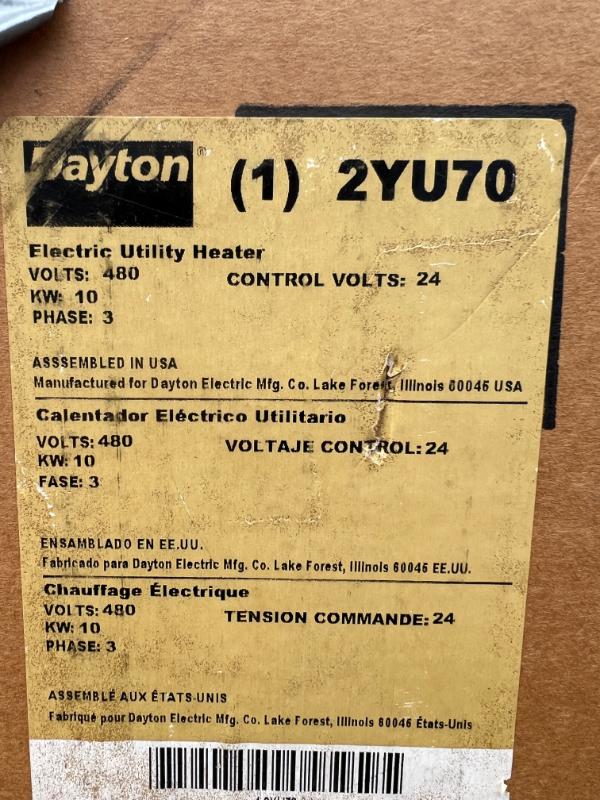 Dayton®
(1) 2YU70
Electric Utility Heater
VOLTS: 480
CONTROL VOLTS: 24
KW: 10
PHASE: 3
ASSSEMBLED IN USA
Manufactured for Dayton Electric Mfg. Co. Lake Forest, Illinois 60045 USA
Calentador Eléctrico Utilitario
VOLTS: 480
VOLTAJE CONTROL: 24
KW: 10
FASE: 3
ENSAMBLADO EN EE.UU.
Fabricado para Dayton Electric Mfg. Co. Lake Forest, Illinois 60045 EE.UU.
Chauffage Électrique
VOLTS: 480
TENSION COMMANDE: 24
KW: 10
PHASE: 3
ASSEMBLÉ AUX ÉTATS-UNIS
Fabriqué pour Dayton Electric Mfg. Co. Lake Forest, Illinois 60045 États-Unis